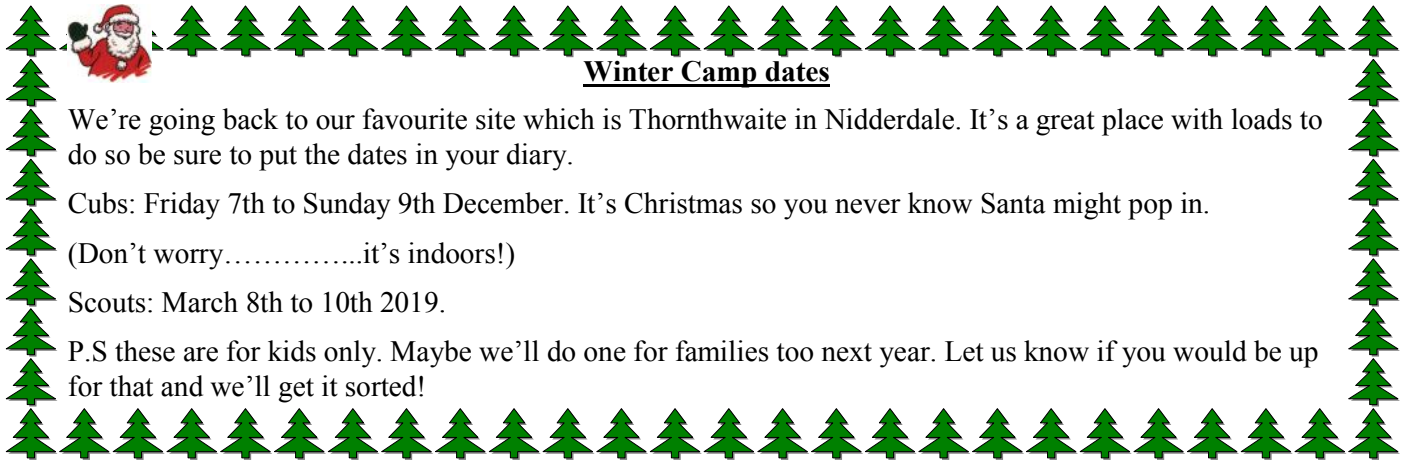 Winter Camp dates
We’re going back to our favourite site which is Thornthwaite in Nidderdale. It’s a great place with loads to
do so be sure to put the dates in your diary.
Cubs: Friday 7th to Sunday 9th December. It’s Christmas so you never know Santa might pop in.
(Don’t worry…………...it’s indoors!)
Scouts: March 8th to 10th 2019.
P.S these are for kids only. Maybe we’ll do one for families too next year. Let us know if you would be up
for that and we’ll get it sorted!